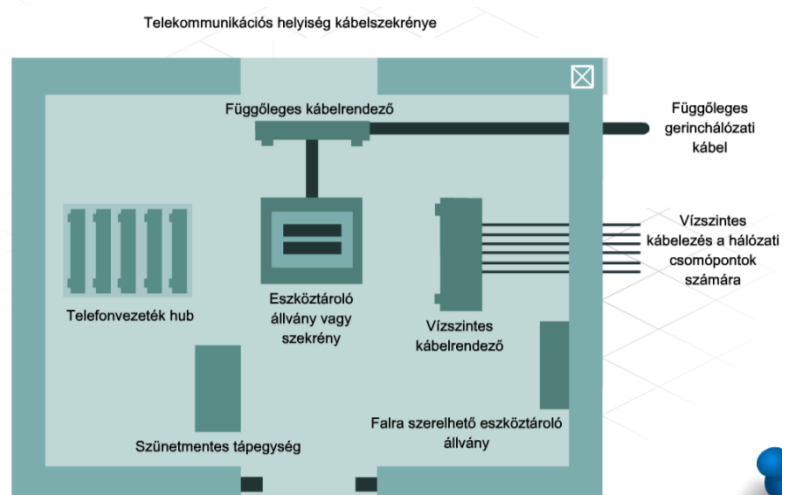 Telekommunikációs helyiség kábelszekrénye
Függőleges kábelrendező
Függőleges
gerinchálózati
kábel
Vízszintes
kábelezés a hálózati
csomópontok
számára
Telefonvezeték hub
Eszköztároló
állvány vagy
szekrény
Vízszintes
kábelrendező
Szünetmentes tápegység
Falra szerelhető eszköztároló
állvány